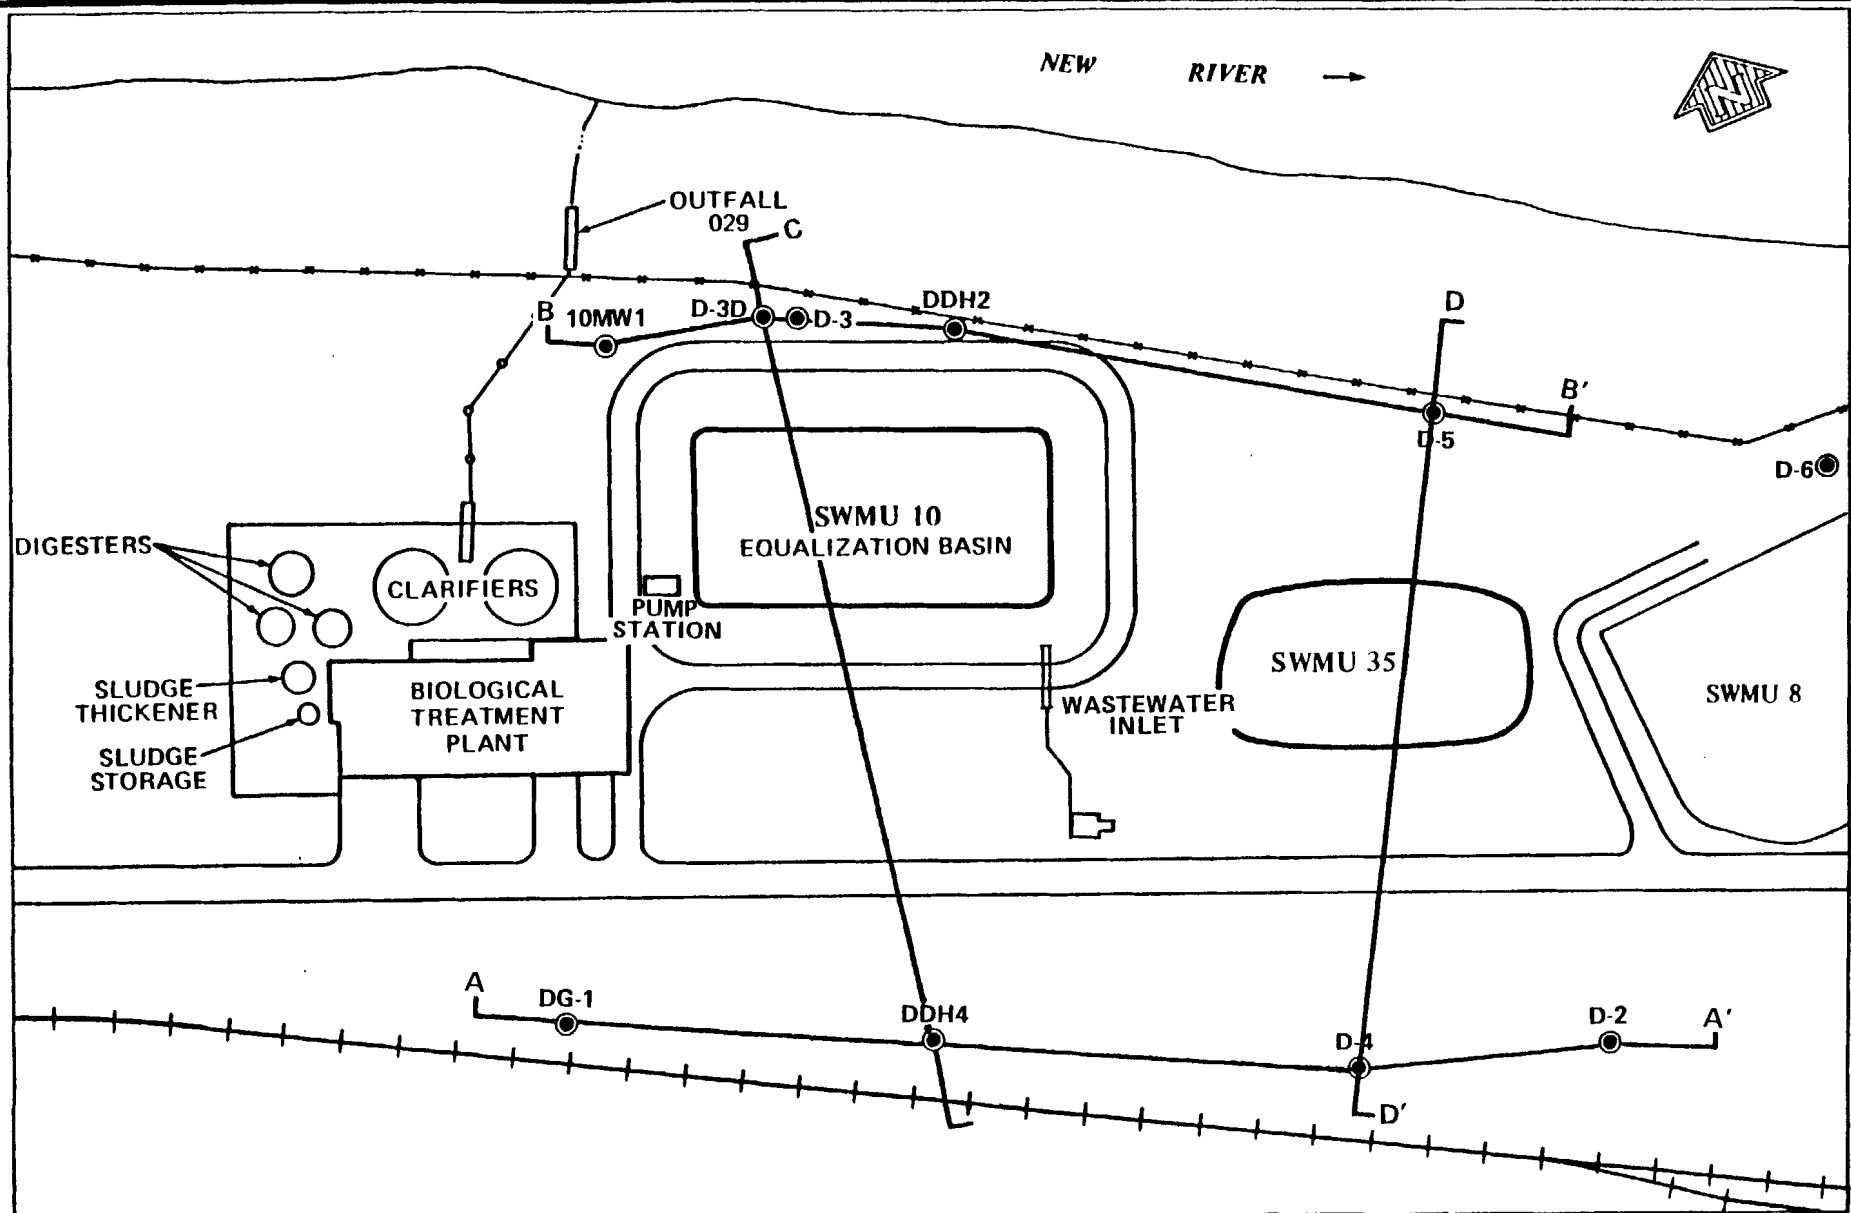 NEW RIVER
N
OUTFALL
029
C
B
10MW1
D-3D
D-3
DDH2
D
B'
D-5
D-6
SWMU 10
EQUALIZATION BASIN
DIGESTERS
CLARIFIERS
PUMP
STATION
SWMU 35
SWMU 8
SLUDGE
THICKENER
BIOLOGICAL
TREATMENT
PLANT
WASTEWATER
INLET
SLUDGE
STORAGE
A
DG-1
DDH4
D-4
D-2
A'
D'